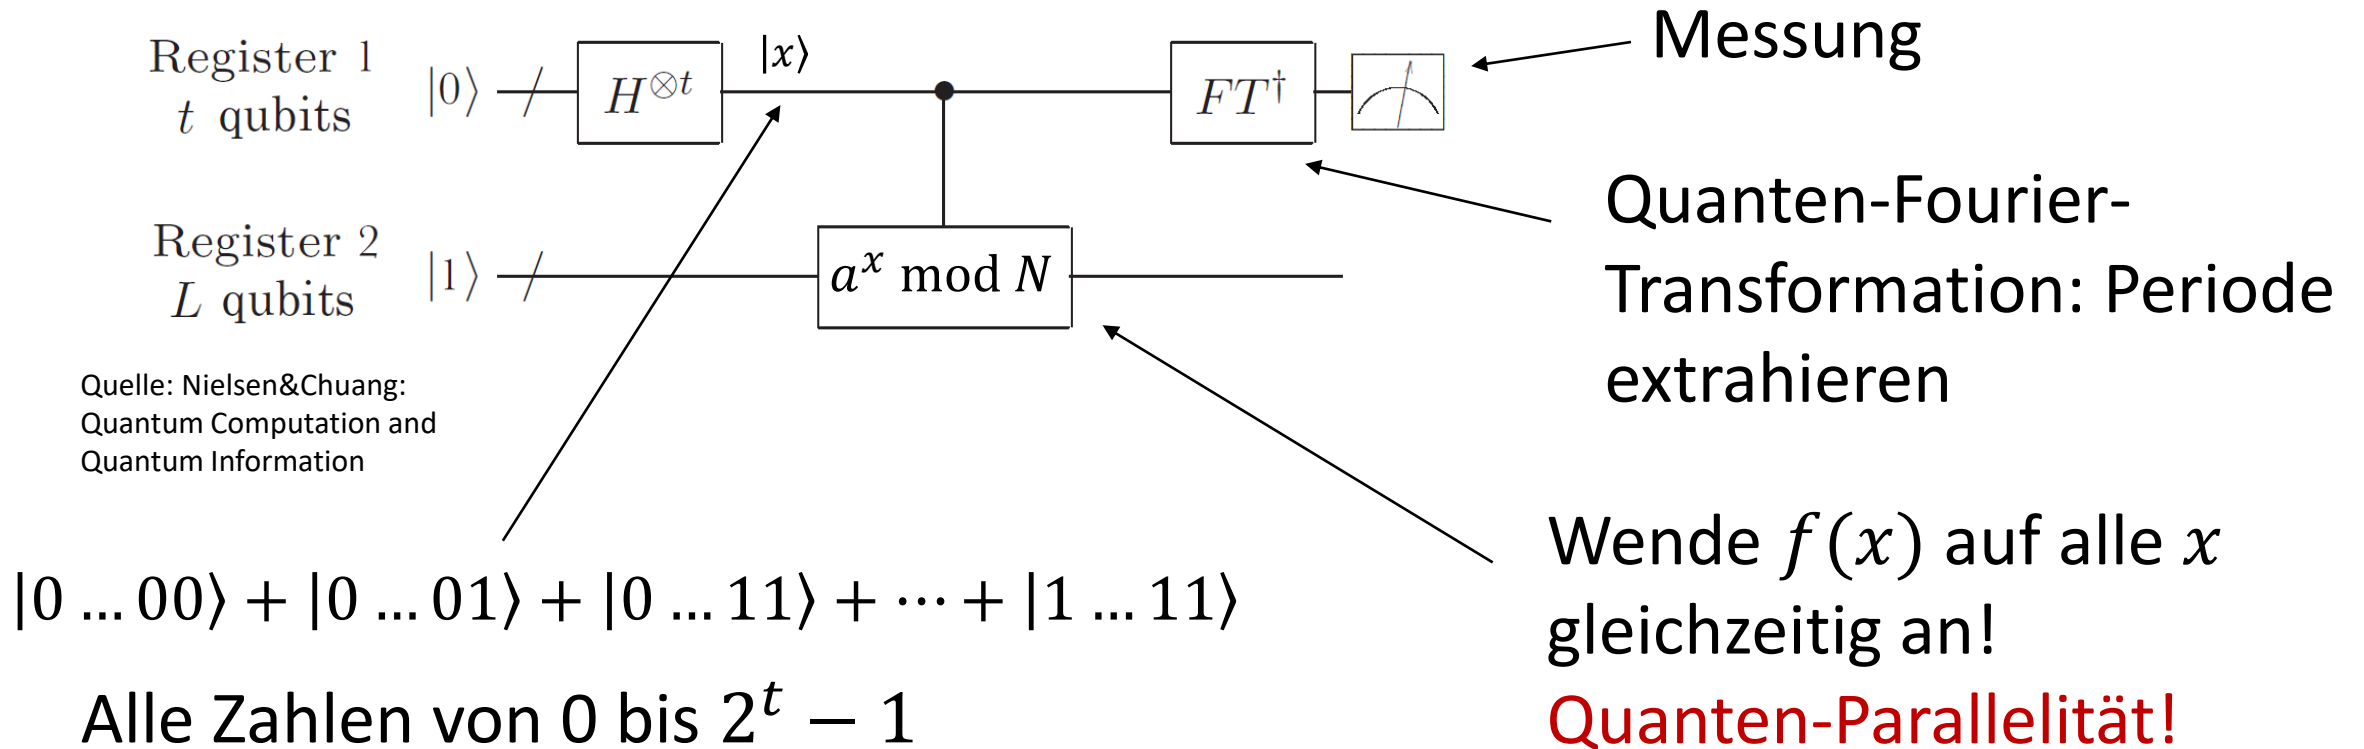 Register 1
t qubits
|0⟩
H^{⊗t}
|x⟩
FT^†
Messung
Register 2
L qubits
|1⟩
a^x mod N
Quanten-Fourier-
Transformation: Periode
extrahieren
Quelle: Nielsen&Chuang:
Quantum Computation and
Quantum Information
|0 … 00⟩ + |0 … 01⟩ + |0 … 11⟩ + ⋯ + |1 … 11⟩
Alle Zahlen von 0 bis 2^t − 1
Wende f(x) auf alle x
gleichzeitig an!
Quanten-Parallelität!